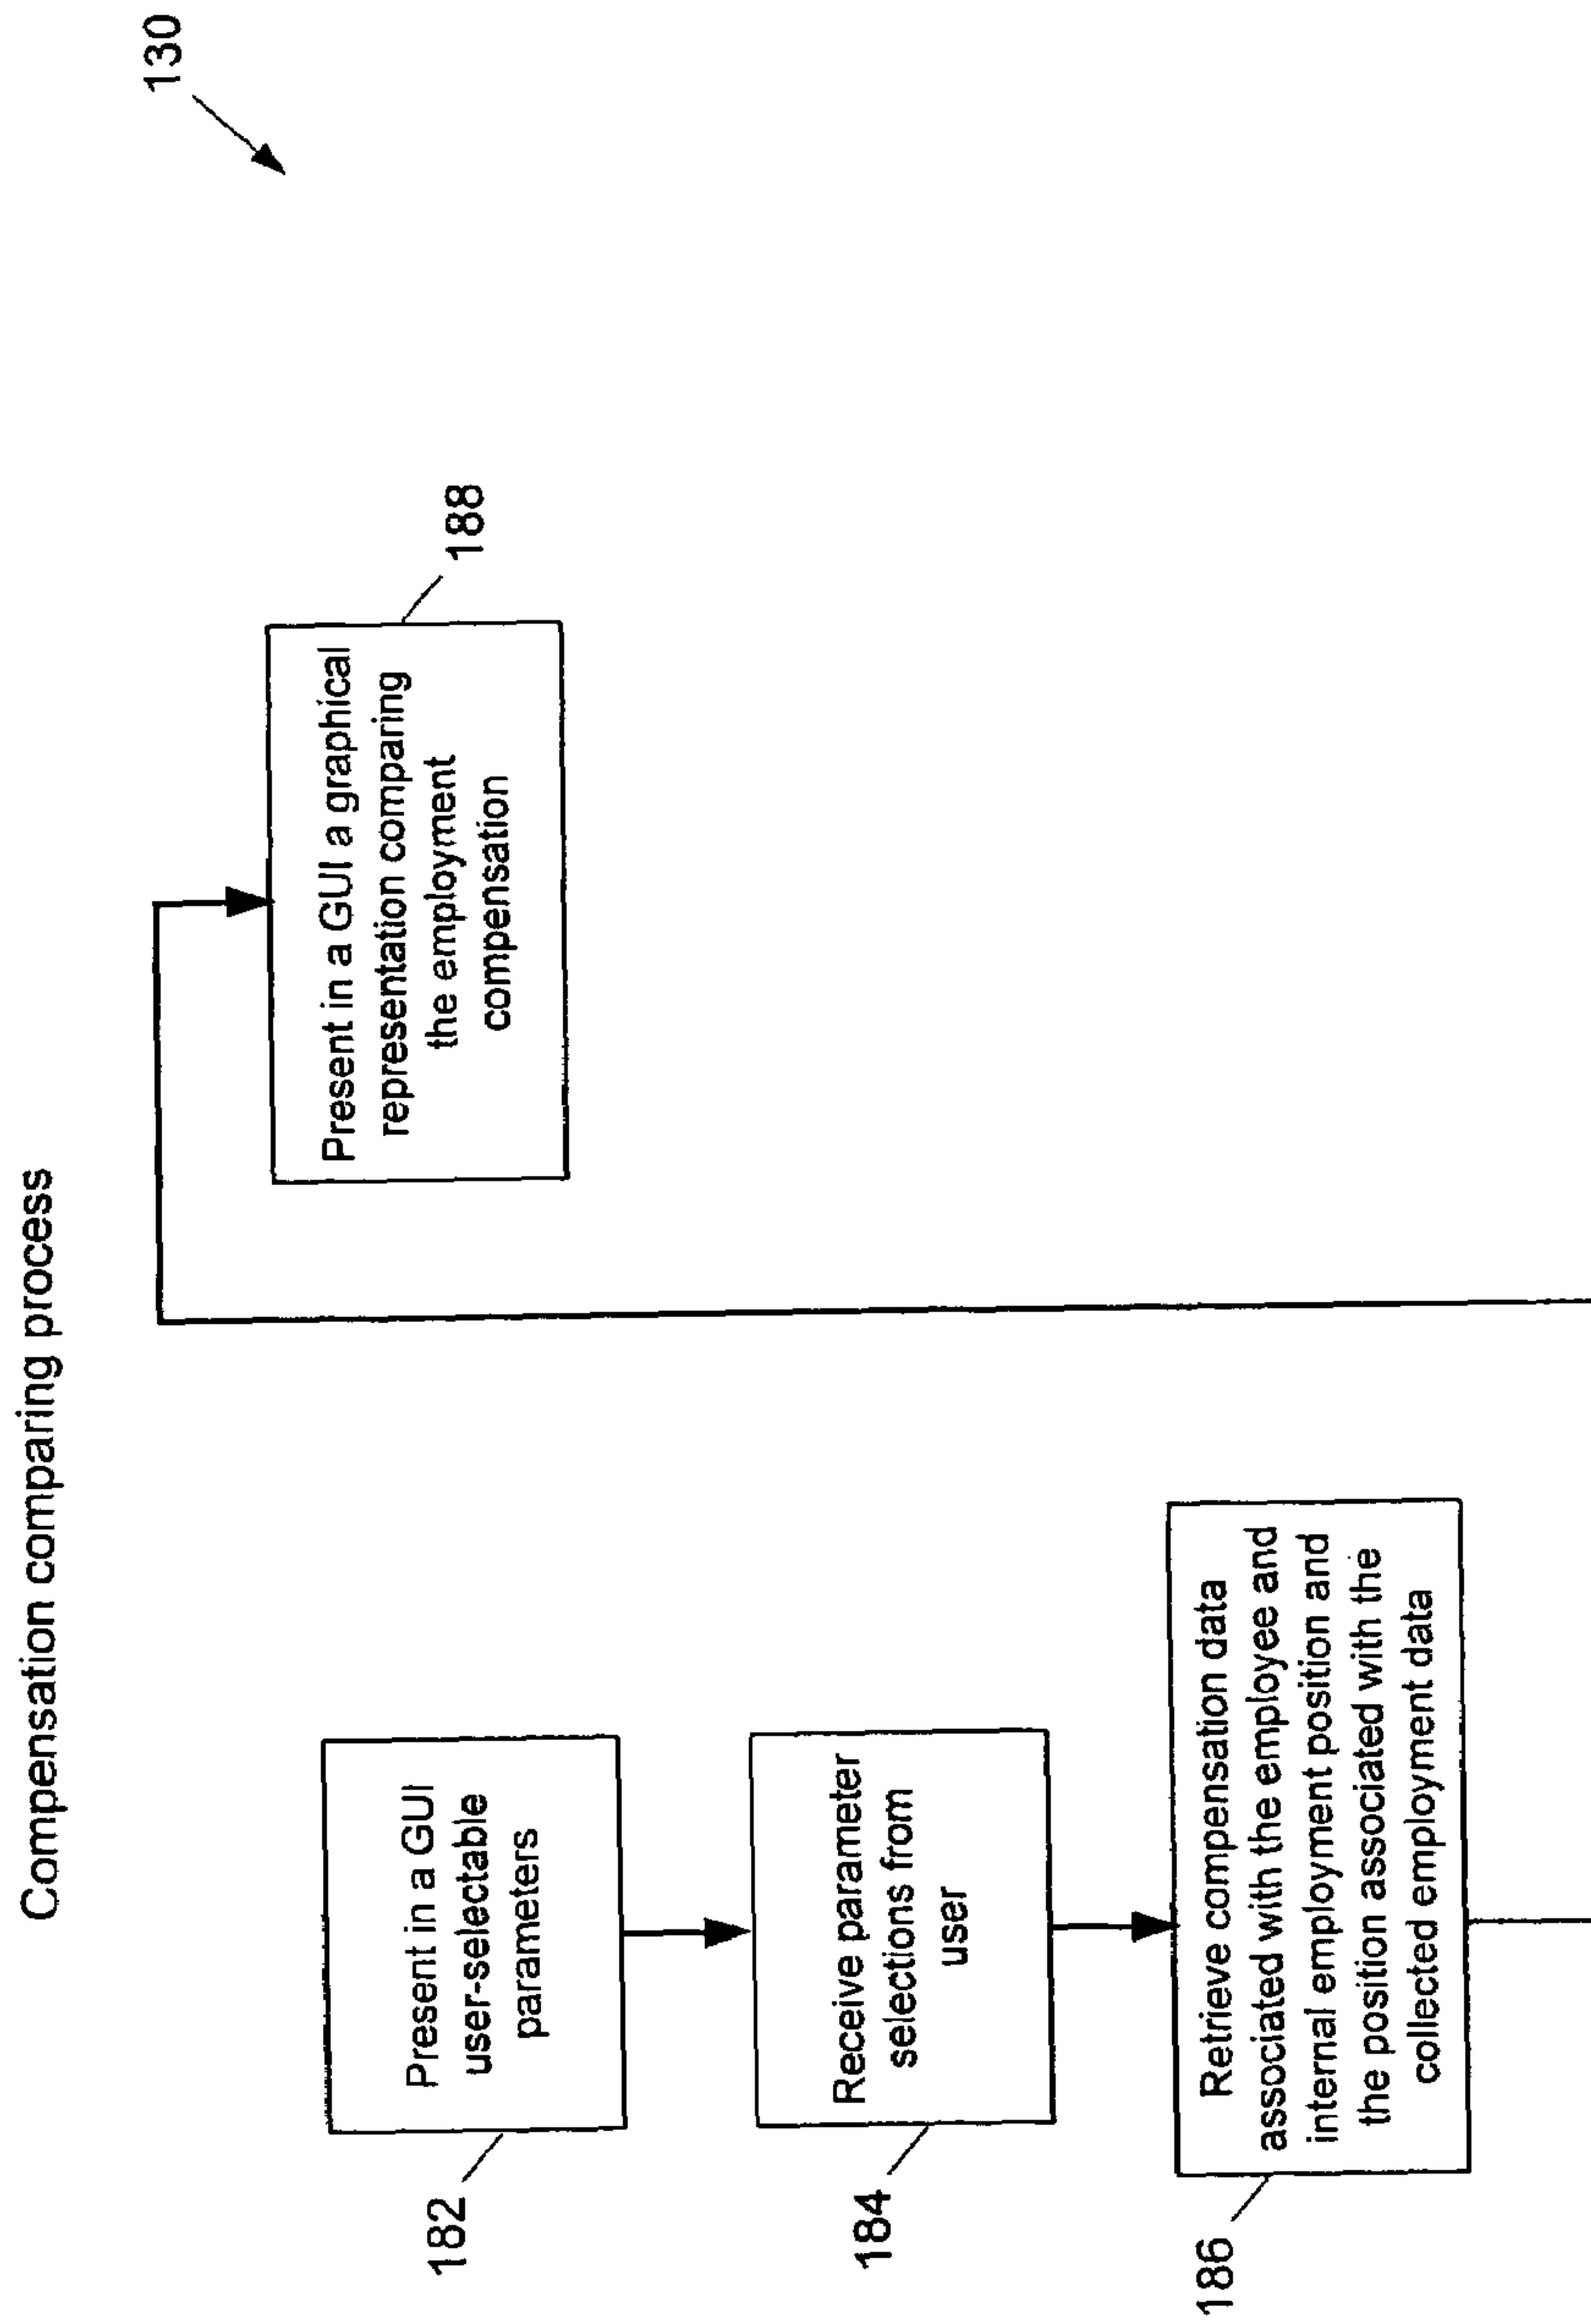 Compensation comparing process
130
182
Present in a GUI
user-selectable
parameters
184
Receive parameter
selections from
user
186
Retrieve compensation data
associated with the employee and
internal employment position and
the position associated with the
collected employment data
188
Present in a GUI a graphical
representation comparing
the employment
compensation